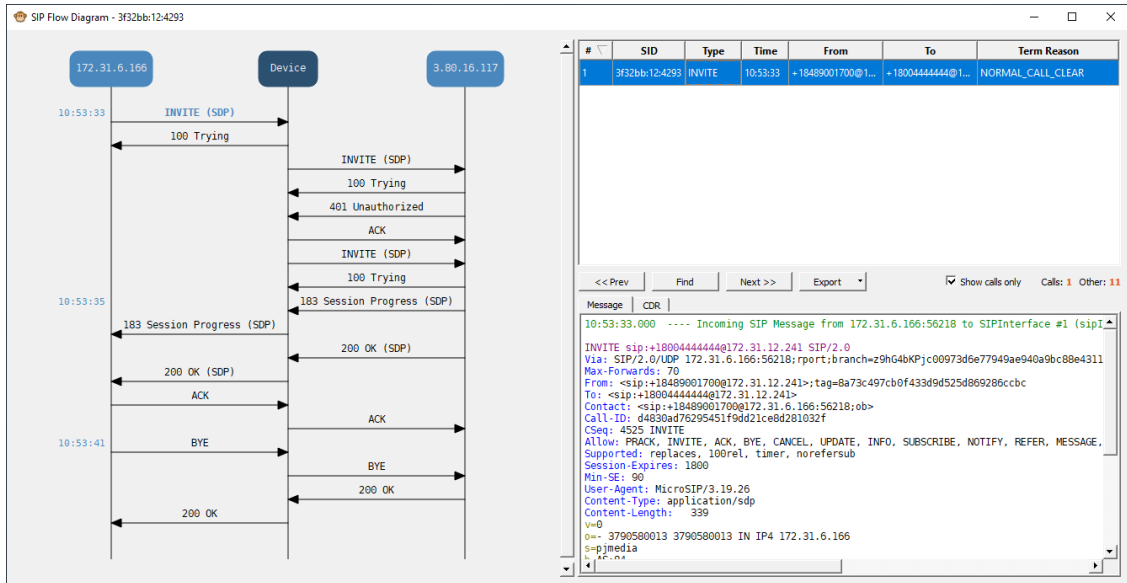 SIP Flow Diagram - 3f32bb:12:4293
172.31.6.166
Device
3.80.16.117
10:53:33
INVITE (SDP)
100 Trying
INVITE (SDP)
100 Trying
401 Unauthorized
ACK
INVITE (SDP)
100 Trying
10:53:35
183 Session Progress (SDP)
183 Session Progress (SDP)
200 OK (SDP)
200 OK (SDP)
ACK
ACK
10:53:41
BYE
BYE
200 OK
200 OK
# SID Type Time From To Term Reason
1 3f32bb:12:4293 INVITE 10:53:33 +18489001700@1... +18004444444@1... NORMAL_CALL_CLEAR
<< Prev Find Next >> Export Show calls only Calls: 1 Other: 11
Message CDR
10:53:33.000 ---- Incoming SIP Message from 172.31.6.166:56218 to SIPInterface #1 (sipI
INVITE sip:+18004444444@172.31.12.241 SIP/2.0
Via: SIP/2.0/UDP 172.31.6.166:56218;rport;branch=z9hG4bKPjc00973d6e77949ae940a9bc88e4311
Max-Forwards: 70
From: <sip:+18489001700@172.31.12.241>;tag=8a73c497cb0f433d9d525d869286ccbc
To: <sip:+18004444444@172.31.12.241>
Contact: <sip:+18489001700@172.31.6.166:56218;ob>
Call-ID: d4830ad76295451f9dd21ce8d281032f
CSeq: 4525 INVITE
Allow: PRACK, INVITE, ACK, BYE, CANCEL, UPDATE, INFO, SUBSCRIBE, NOTIFY, REFER, MESSAGE,
Supported: replaces, 100rel, timer, norefersub
Session-Expires: 1800
Min-SE: 90
User-Agent: MicroSIP/3.19.26
Content-Type: application/sdp
Content-Length: 339
v=0
o=- 3790580013 3790580013 IN IP4 172.31.6.166
s=pjmedia